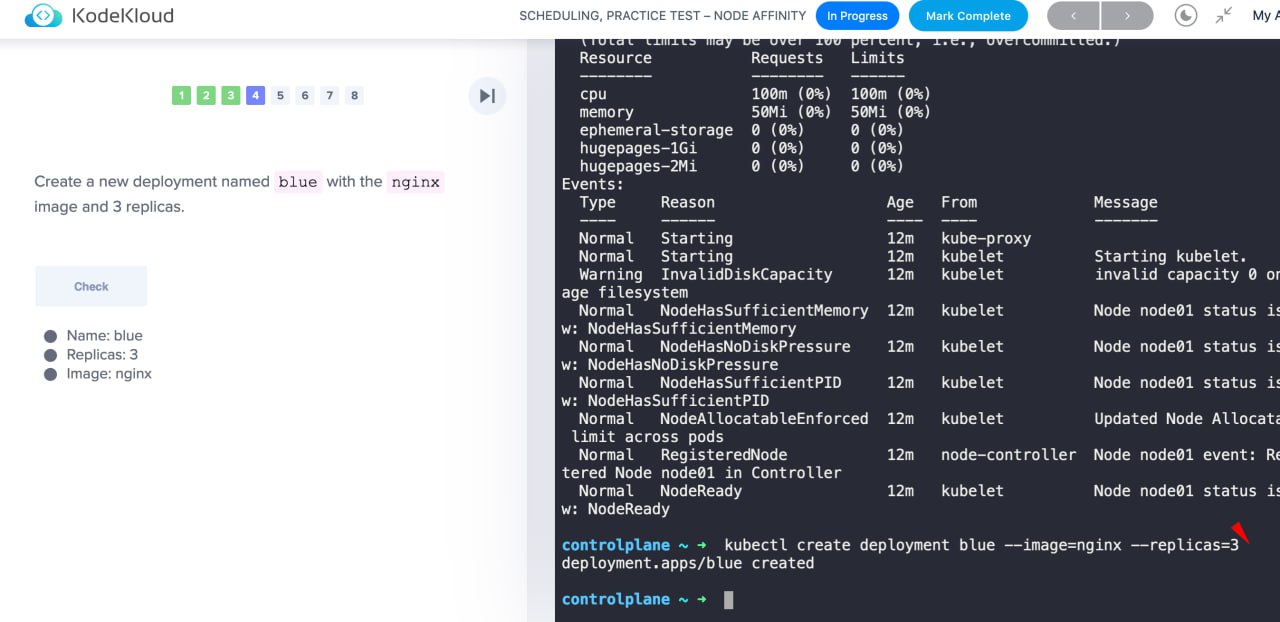 KodeKloud
SCHEDULING, PRACTICE TEST – NODE AFFINITY
In Progress
Mark Complete
My
1 2 3 4 5 6 7 8
Create a new deployment named blue with the nginx
image and 3 replicas.
Check
Name: blue
Replicas: 3
Image: nginx
(Total limits may be over 100 percent, i.e., overcommitted.)
Resource Requests Limits
-------- -------- ------
cpu 100m (0%) 100m (0%)
memory 50Mi (0%) 50Mi (0%)
ephemeral-storage 0 (0%) 0 (0%)
hugepages-1Gi 0 (0%) 0 (0%)
hugepages-2Mi 0 (0%) 0 (0%)
Events:
Type Reason Age From Message
---- ------ ---- ---- -------
Normal Starting 12m kube-proxy
Normal Starting 12m kubelet Starting kubelet.
Warning InvalidDiskCapacity 12m kubelet invalid capacity 0 on
age filesystem
Normal NodeHasSufficientMemory 12m kubelet Node node01 status is
w: NodeHasSufficientMemory
Normal NodeHasNoDiskPressure 12m kubelet Node node01 status is
w: NodeHasNoDiskPressure
Normal NodeHasSufficientPID 12m kubelet Node node01 status is
w: NodeHasSufficientPID
Normal NodeAllocatableEnforced 12m kubelet Updated Node Allocata
limit across pods
Normal RegisteredNode 12m node-controller Node node01 event: Re
tered Node node01 in Controller
Normal NodeReady 12m kubelet Node node01 status is
w: NodeReady
controlplane ~ ➜ kubectl create deployment blue --image=nginx --replicas=3
deployment.apps/blue created
controlplane ~ ➜